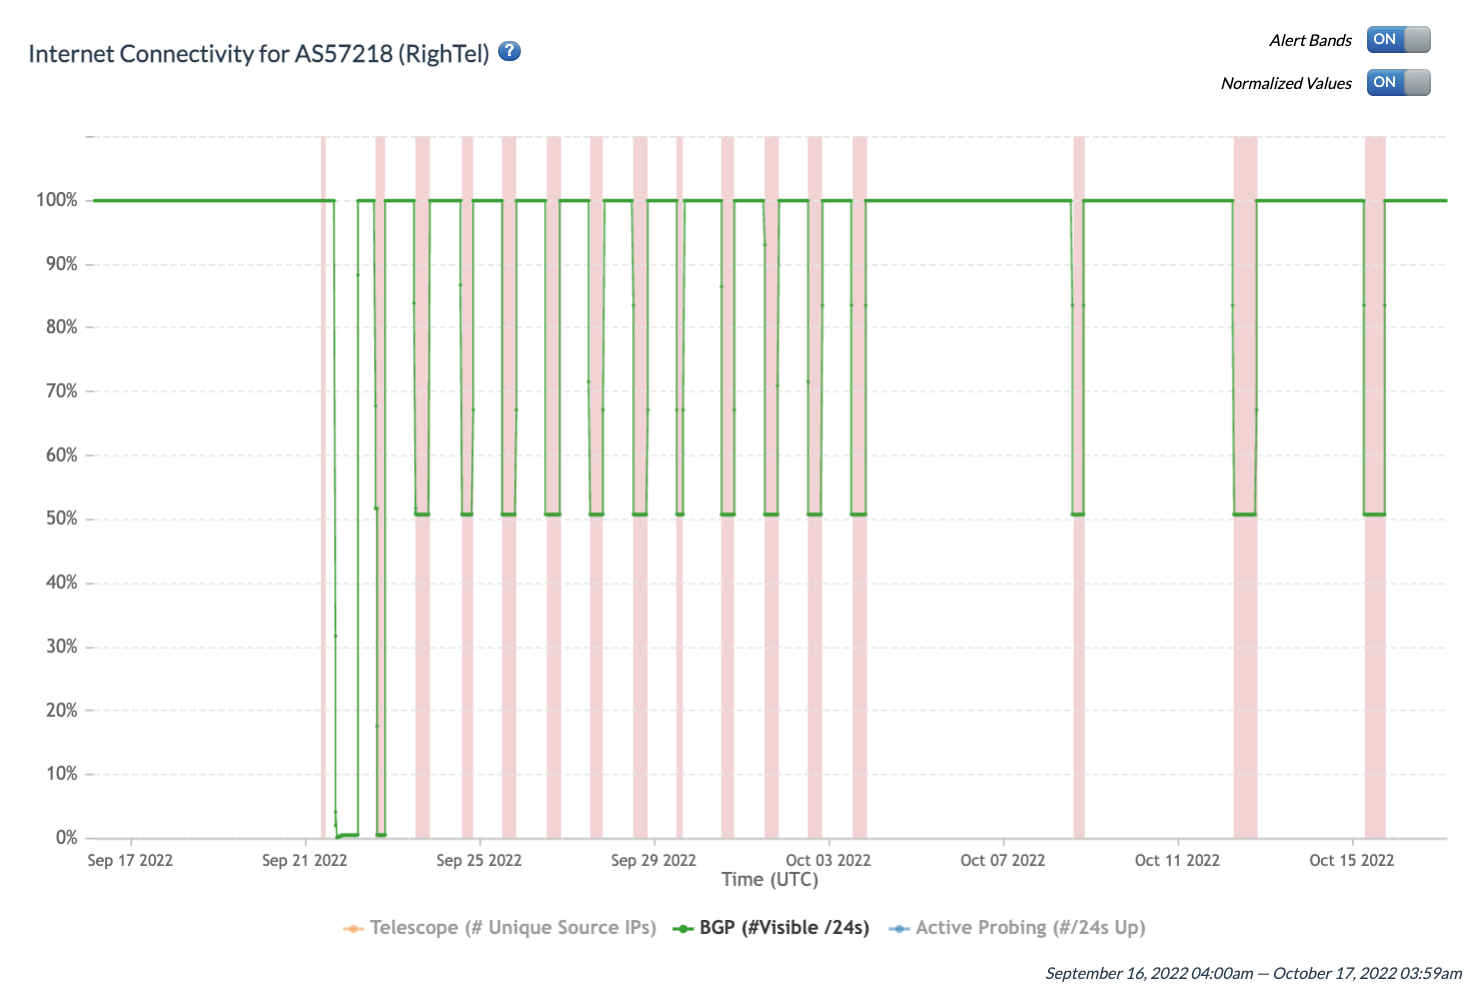 Internet Connectivity for AS57218 (RighTel) ?
Alert Bands ON
Normalized Values ON
100%
90%
80%
70%
60%
50%
40%
30%
20%
10%
0%
Sep 17 2022 Sep 21 2022 Sep 25 2022 Sep 29 2022 Oct 03 2022 Oct 07 2022 Oct 11 2022 Oct 15 2022
Time (UTC)
Telescope (# Unique Source IPs) BGP (#Visible /24s) Active Probing (#/24s Up)
September 16, 2022 04:00am — October 17, 2022 03:59am